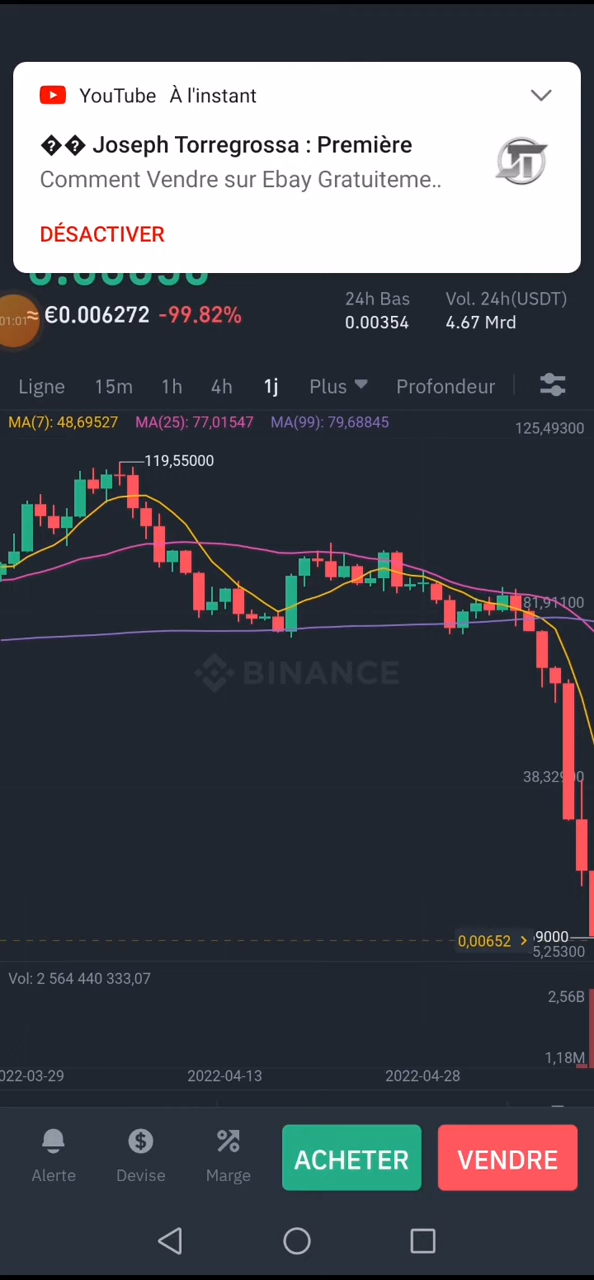 YouTube À l'instant
�� Joseph Torregrossa : Première
Comment Vendre sur Ebay Gratuiteme..
DÉSACTIVER
01:01
≈ €0.006272 -99.82%
24h Bas
0.00354
Vol. 24h(USDT)
4.67 Mrd
Ligne 15m 1h 4h 1j Plus Profondeur
MA(7): 48,69527 MA(25): 77,01547 MA(99): 79,68845
125,49300
119,55000
81,91100
BINANCE
38,32900
0,00652 9000
5,25300
Vol: 2 564 440 333,07
2,56B
1,18M
022-03-29 2022-04-13 2022-04-28
Alerte Devise Marge ACHETER VENDRE